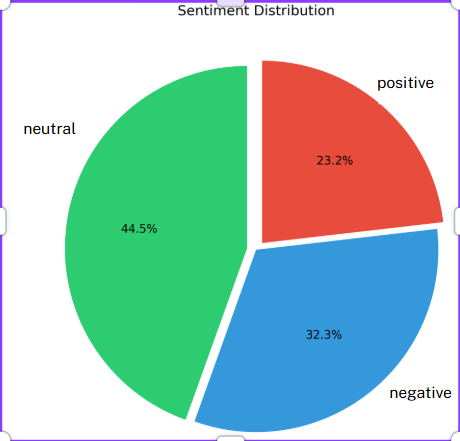 Sentiment Distribution
positive
neutral
23.2%
44.5%
32.3%
negative